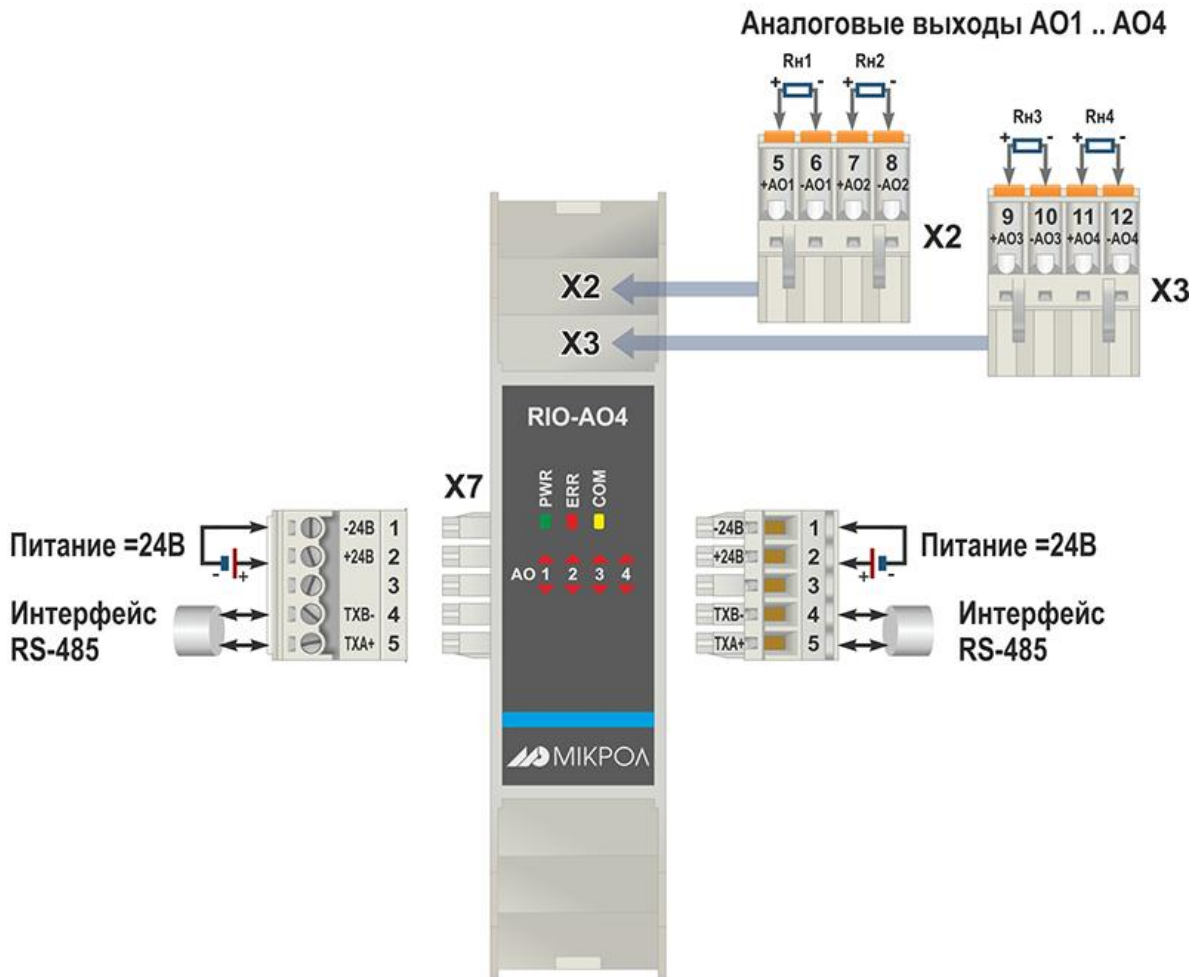 Аналоговые выходы АО1 .. АО4
Rн1 Rн2
+ - + -
Rн3 Rн4
+ - + -
5 6 7 8
+AO1 -AO1 +AO2 -AO2
X2
9 10 11 12
+AO3 -AO3 +AO4 -AO4
X3
X2
X3
RIO-AO4
PWR ERR COM
AO 1 2 3 4
МІКРОЛ
X7
Питание =24В
- +
Интерфейс
RS-485
-24В 1
+24В 2
3
TXB- 4
TXA+ 5
-24В 1
+24В 2
3
TXB- 4
TXA+ 5
Питание =24В
+ -
Интерфейс
RS-485